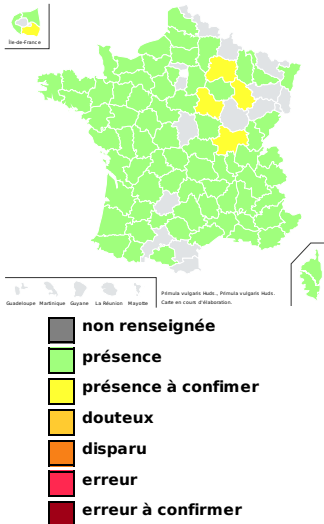 Île-de-France
Guadeloupe Martinique Guyane La Réunion Mayotte
Primula vulgaris Huds., Primula vulgaris Huds.
Carte en cours d'élaboration.
non renseignée
présence
présence à confimer
douteux
disparu
erreur
erreur à confirmer